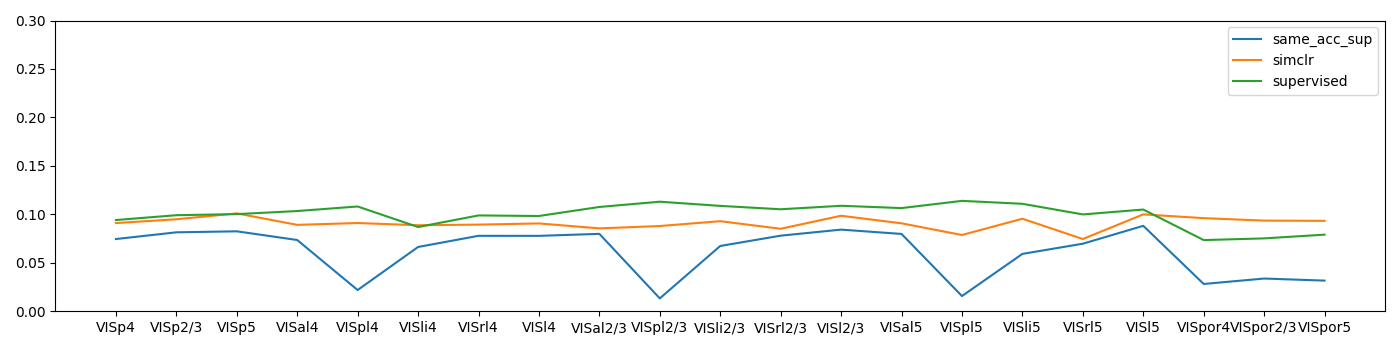 0.30
0.25
0.20
0.15
0.10
0.05
0.00
same_acc_sup
simclr
supervised
VISp4 VISp2/3 VISp5 VISal4 VISpl4 VISli4 VISrl4 VISl4 VISal2/3 VISpl2/3 VISli2/3 VISrl2/3 VISl2/3 VISal5 VISpl5 VISli5 VISrl5 VISl5 VISpor4 VISpor2/3 VISpor5